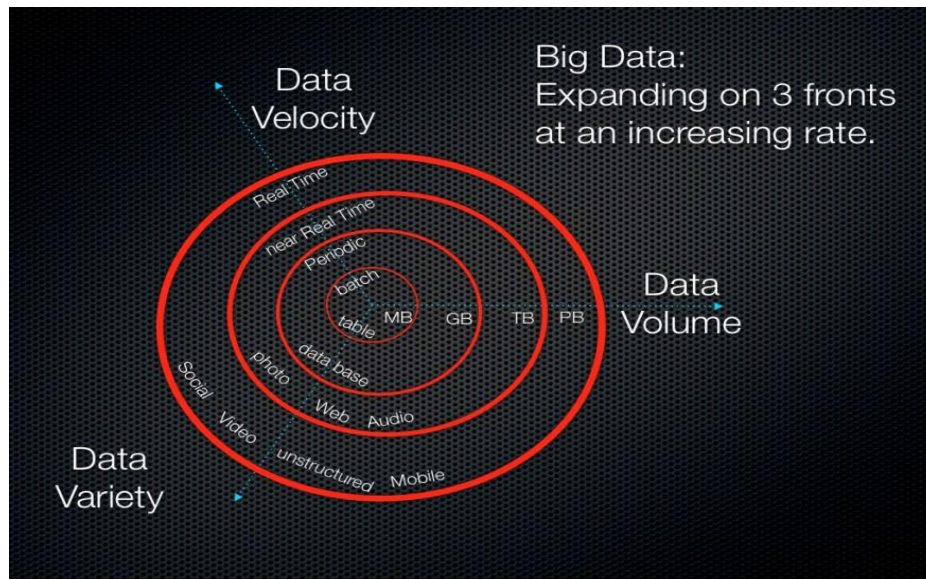 Big Data:
Expanding on 3 fronts
at an increasing rate.
Data
Velocity
Real Time
near Real Time
Periodic
batch
table
MB
GB
TB
PB
Data
Volume
data base
photo
Web
Audio
Social
Video
unstructured
Mobile
Data
Variety